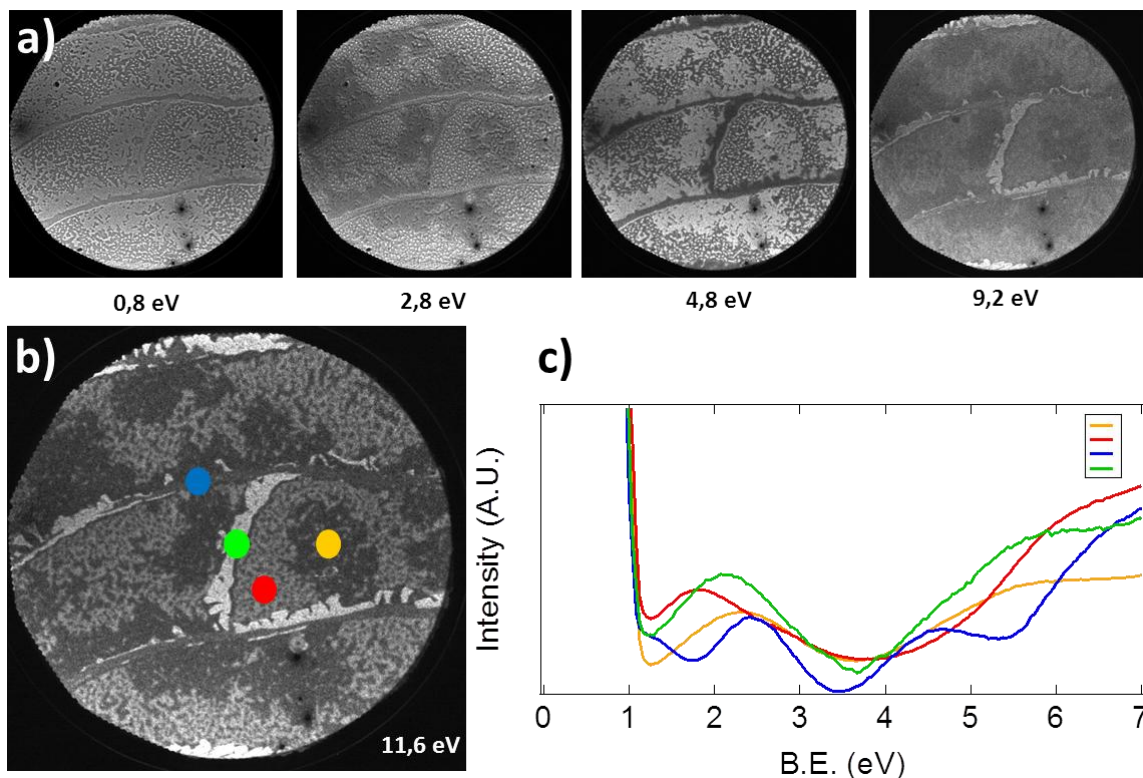 a)
0,8 eV
2,8 eV
4,8 eV
9,2 eV
b)
11,6 eV
c)
Intensity (A.U.)
0 1 2 3 4 5 6 7
B.E. (eV)